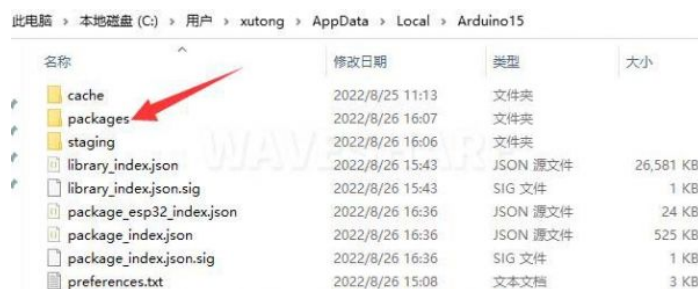 此电脑 › 本地磁盘 (C:) › 用户 › xutong › AppData › Local › Arduino15
名称 修改日期 类型 大小
cache 2022/8/25 11:13 文件夹
packages 2022/8/26 16:07 文件夹
staging 2022/8/26 16:06 文件夹
library_index.json 2022/8/26 15:43 JSON 源文件 26,581 KB
library_index.json.sig 2022/8/26 15:43 SIG 文件 1 KB
package_esp32_index.json 2022/8/26 16:36 JSON 源文件 24 KB
package_index.json 2022/8/26 16:36 JSON 源文件 525 KB
package_index.json.sig 2022/8/26 16:36 SIG 文件 1 KB
preferences.txt 2022/8/26 15:08 文本文档 3 KB